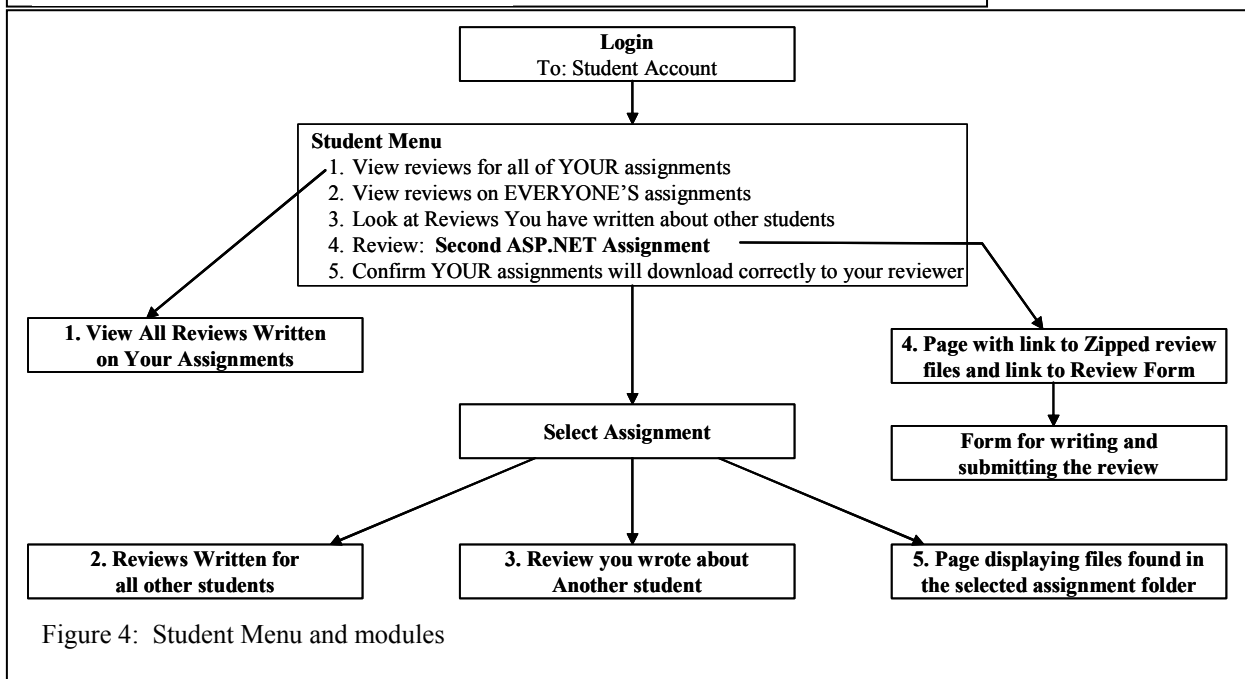 Login
To: Student Account
Student Menu
1. View reviews for all of YOUR assignments
2. View reviews on EVERYONE'S assignments
3. Look at Reviews You have written about other students
4. Review: Second ASP.NET Assignment
5. Confirm YOUR assignments will download correctly to your reviewer
1. View All Reviews Written
on Your Assignments
4. Page with link to Zipped review
files and link to Review Form
Select Assignment
Form for writing and
submitting the review
2. Reviews Written for
all other students
3. Review you wrote about
Another student
5. Page displaying files found in
the selected assignment folder
Figure 4: Student Menu and modules